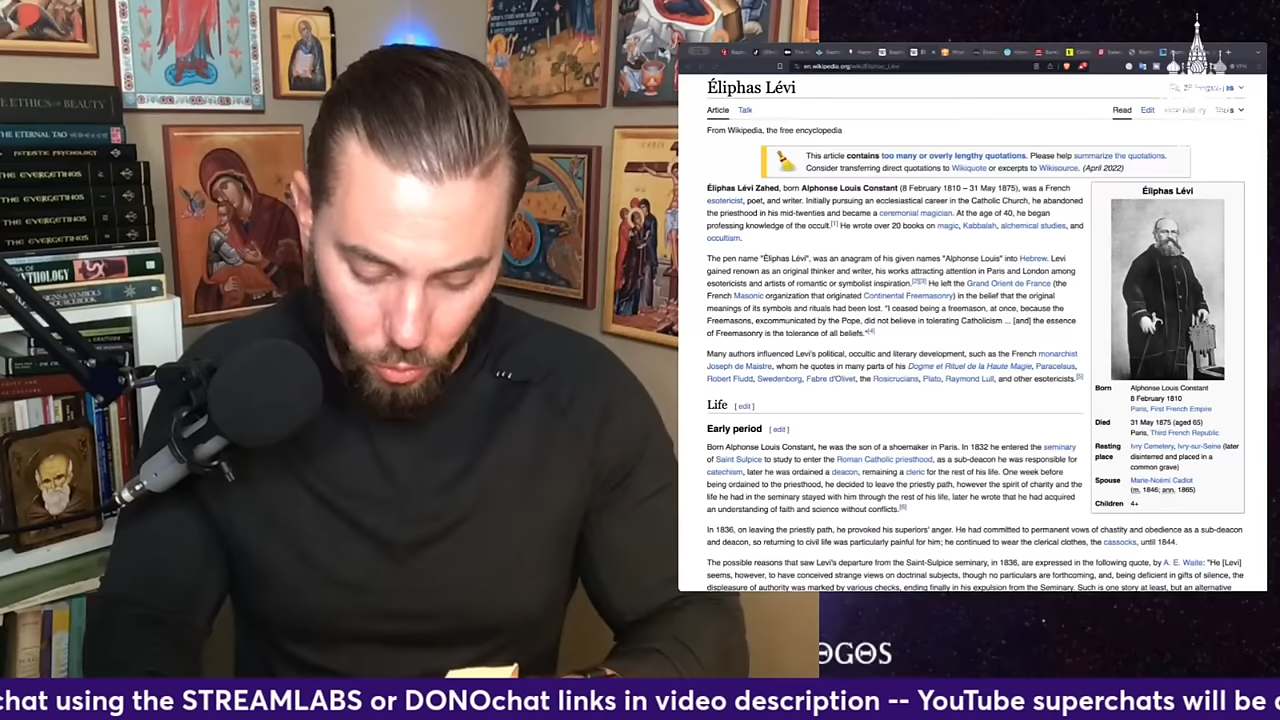 ETHICS OF BEAUTY
THE ETERNAL TAO
PATRISTIC PSYCHOLOGY
THE EVERGETINOS
THE EVERGETINOS
THE EVERGETINOS
THE EVERGETINOS
en.wikipedia.org/wiki/Éliphas_Lévi
Éliphas Lévi
Article Talk Read Edit View history Tools
From Wikipedia, the free encyclopedia
This article contains too many or overly lengthy quotations. Please help summarize the quotations.
Consider transferring direct quotations to Wikiquote or excerpts to Wikisource. (April 2022)
Éliphas Lévi Zahed, born Alphonse Louis Constant (8 February 1810 – 31 May 1875), was a French
esotericist, poet, and writer. Initially pursuing an ecclesiastical career in the Catholic Church, he abandoned
the priesthood in his mid-twenties and became a ceremonial magician. At the age of 40, he began
professing knowledge of the occult.[1] He wrote over 20 books on magic, Kabbalah, alchemical studies, and
occultism.
The pen name "Éliphas Lévi", was an anagram of his given names "Alphonse Louis" into Hebrew. Levi
gained renown as an original thinker and writer, his works attracting attention in Paris and London among
esotericists and artists of romantic or symbolist inspiration.[2][3] He left the Grand Orient de France (the
French Masonic organization that originated Continental Freemasonry) in the belief that the original
meanings of its symbols and rituals had been lost. "I ceased being a freemason, at once, because the
Freemasons, excommunicated by the Pope, did not believe in tolerating Catholicism ... [and] the essence
of Freemasonry is the tolerance of all beliefs."[4]
Many authors influenced Levi's political, occultic and literary development, such as the French monarchist
Joseph de Maistre, whom he quotes in many parts of his Dogme et Rituel de la Haute Magie, Paracelsus,
Robert Fludd, Swedenborg, Fabre d'Olivet, the Rosicrucians, Plato, Raymond Lull, and other esotericists.[5]
Éliphas Lévi
Born Alphonse Louis Constant
8 February 1810
Paris, First French Empire
Died 31 May 1875 (aged 65)
Paris, Third French Republic
Resting place Ivry Cemetery, Ivry-sur-Seine (later
disinterred and placed in a
common grave)
Spouse Marie-Noémi Cadiot
(m. 1846; ann. 1865)
Children 4+
Life [ edit ]
Early period [ edit ]
Born Alphonse Louis Constant, he was the son of a shoemaker in Paris. In 1832 he entered the seminary
of Saint Sulpice to study to enter the Roman Catholic priesthood, as a sub-deacon he was responsible for
catechism, later he was ordained a deacon, remaining a cleric for the rest of his life. One week before
being ordained to the priesthood, he decided to leave the priestly path, however the spirit of charity and the
life he had in the seminary stayed with him through the rest of his life, later he wrote that he had acquired
an understanding of faith and science without conflicts.[6]
In 1836, on leaving the priestly path, he provoked his superiors' anger. He had committed to permanent vows of chastity and obedience as a sub-deacon
and deacon, so returning to civil life was particularly painful for him; he continued to wear the clerical clothes, the cassocks, until 1844.
The possible reasons that saw Levi's departure from the Saint-Sulpice seminary, in 1836, are expressed in the following quote, by A. E. Waite: "He [Levi]
seems, however, to have conceived strange views on doctrinal subjects, though no particulars are forthcoming, and, being deficient in gifts of silence, the
displeasure of authority was marked by various checks, ending finally in his expulsion from the Seminary. Such is one story at least, but an alternative
OGOS
chat using the STREAMLABS or DONOchat links in video description -- YouTube superchats will be